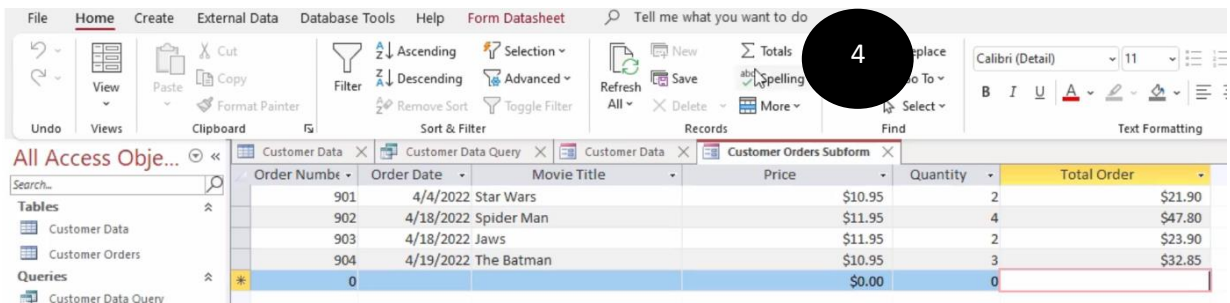 File Home Create External Data Database Tools Help Form Datasheet Tell me what you want to do
Cut Ascending Selection New Totals 4 eplace Calibri (Detail) 11
View Paste Copy Filter Descending Advanced Refresh All Save Spelling o To B I U A
Format Painter Remove Sort Toggle Filter Delete More Select
Undo Views Clipboard Sort & Filter Records Find Text Formatting
All Access Obje... Customer Data Customer Data Query Customer Data Customer Orders Subform
Search... Order Numbe Order Date Movie Title Price Quantity Total Order
Tables 901 4/4/2022 Star Wars $10.95 2 $21.90
Customer Data 902 4/18/2022 Spider Man $11.95 4 $47.80
Customer Orders 903 4/18/2022 Jaws $11.95 2 $23.90
904 4/19/2022 The Batman $10.95 3 $32.85
Queries 0 $0.00 0
Customer Data Query